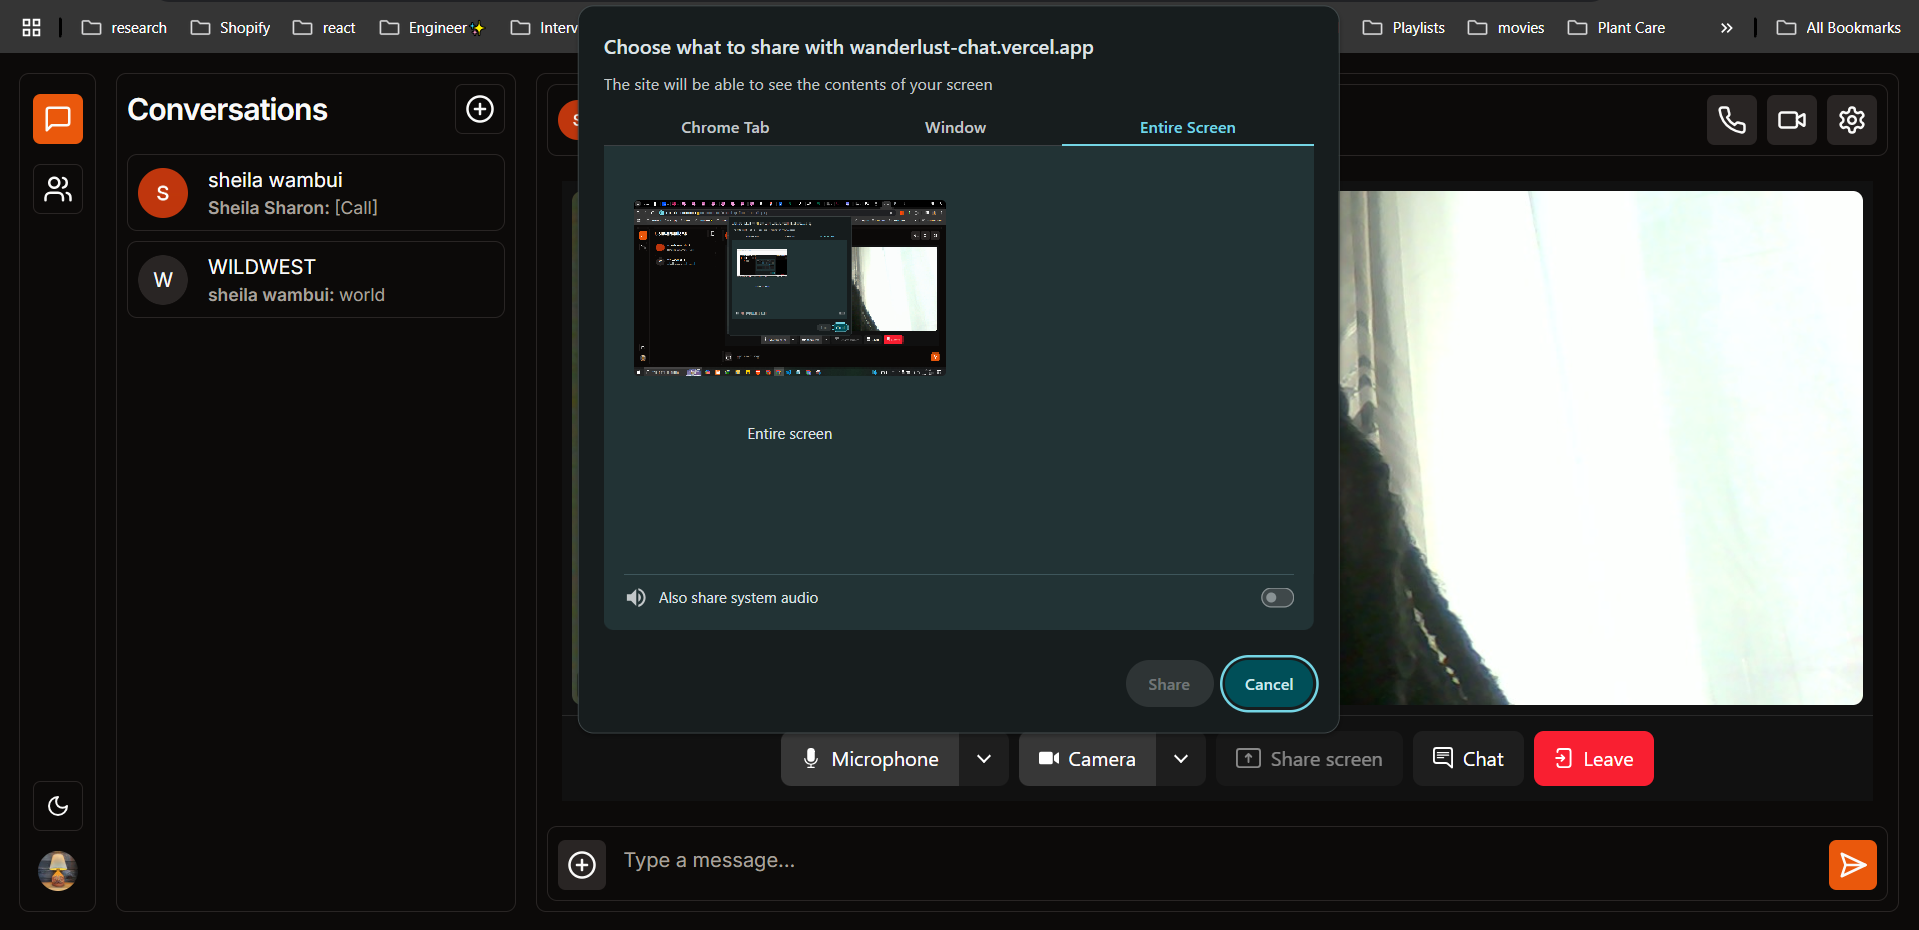 research
Shopify
react
Engineer✨
Interv
Playlists
movies
Plant Care
All Bookmarks
Conversations
S
sheila wambui
Sheila Sharon: [Call]
W
WILDWEST
sheila wambui: world
Choose what to share with wanderlust-chat.vercel.app
The site will be able to see the contents of your screen
Chrome Tab
Window
Entire Screen
Entire screen
Also share system audio
Share
Cancel
Microphone
Camera
Share screen
Chat
Leave
Type a message...